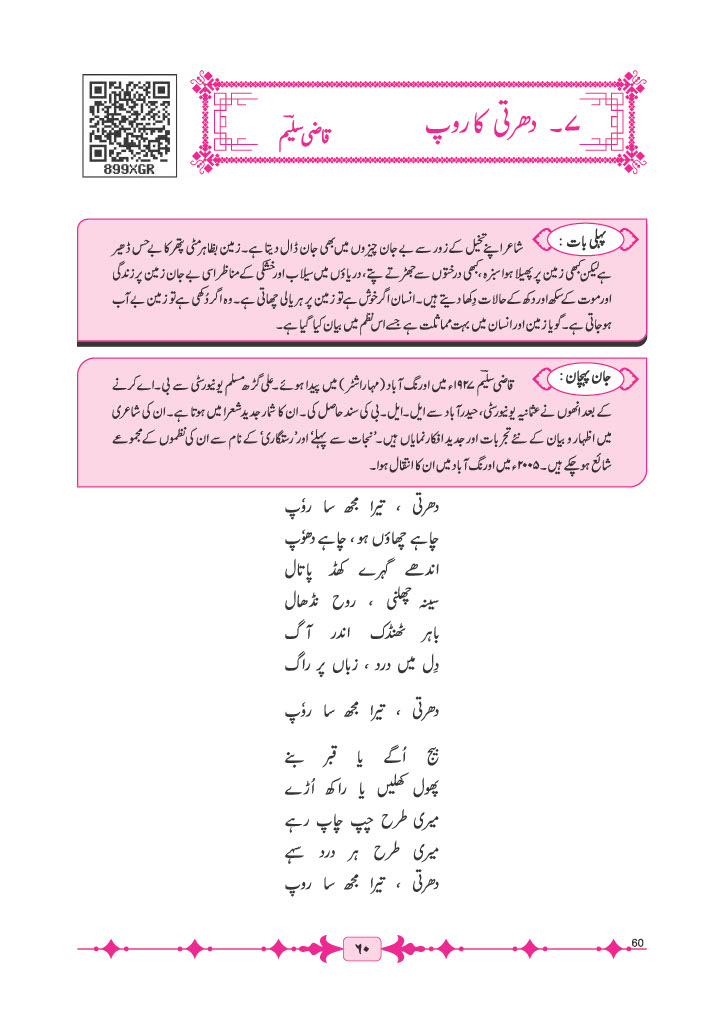 899XGR
۷۔ دھرتی کا روپ
قاضی سلیم
پہلی بات : شاعر اپنے تخیل کے زور سے بے جان چیزوں میں بھی جان ڈال دیتا ہے۔ زمین بظاہر مٹی پتھر کا بے حس ڈھیر
ہے لیکن کبھی زمین پر پھیلا ہوا سبزہ، کبھی درختوں سے جھڑتے پتے، دریاؤں میں سیلاب اور خشکی کے مناظر اسی بے جان زمین پر زندگی
اور موت کے سکھ اور دکھ کے حالات دِکھا دیتے ہیں۔ انسان اگر خوش ہے تو زمین پر ہریالی چھاتی ہے۔ وہ اگر دُکھی ہے تو زمین بے آب
ہو جاتی ہے۔ گویا زمین اور انسان میں بہت مماثلت ہے جسے اس نظم میں بیان کیا گیا ہے۔
جان پہچان : قاضی سلیم ۱۹۲۷ء میں اورنگ آباد (مہاراشٹر) میں پیدا ہوئے۔ علی گڑھ مسلم یونیورسٹی سے بی۔اے کرنے
کے بعد انھوں نے عثمانیہ یونیورسٹی، حیدرآباد سے ایل۔ایل۔بی کی سند حاصل کی۔ ان کا شمار جدید شعرا میں ہوتا ہے۔ ان کی شاعری
میں اظہار و بیان کے نئے تجربات اور جدید افکار نمایاں ہیں۔ 'نجات سے پہلے' اور 'رستگاری' کے نام سے ان کی نظموں کے مجموعے
شائع ہو چکے ہیں۔ ۲۰۰۵ء میں اورنگ آباد میں ان کا انتقال ہوا۔
دھرتی ، تیرا مجھ سا روٗپ
چاہے چھاؤں ہو ، چاہے دھوٗپ
اندھے گہرے کھڈ پاتال
سینہ چھلنی ، روح نڈھال
باہر ٹھنڈک اندر آگ
دِل میں درد ، زباں پر راگ
دھرتی ، تیرا مجھ سا روٗپ
بیج اُگے یا قبر بنے
پھول کھلیں یا راکھ اُڑے
میری طرح چپ چاپ رہے
میری طرح ہر درد سہے
دھرتی ، تیرا مجھ سا روپ
۶۰
60